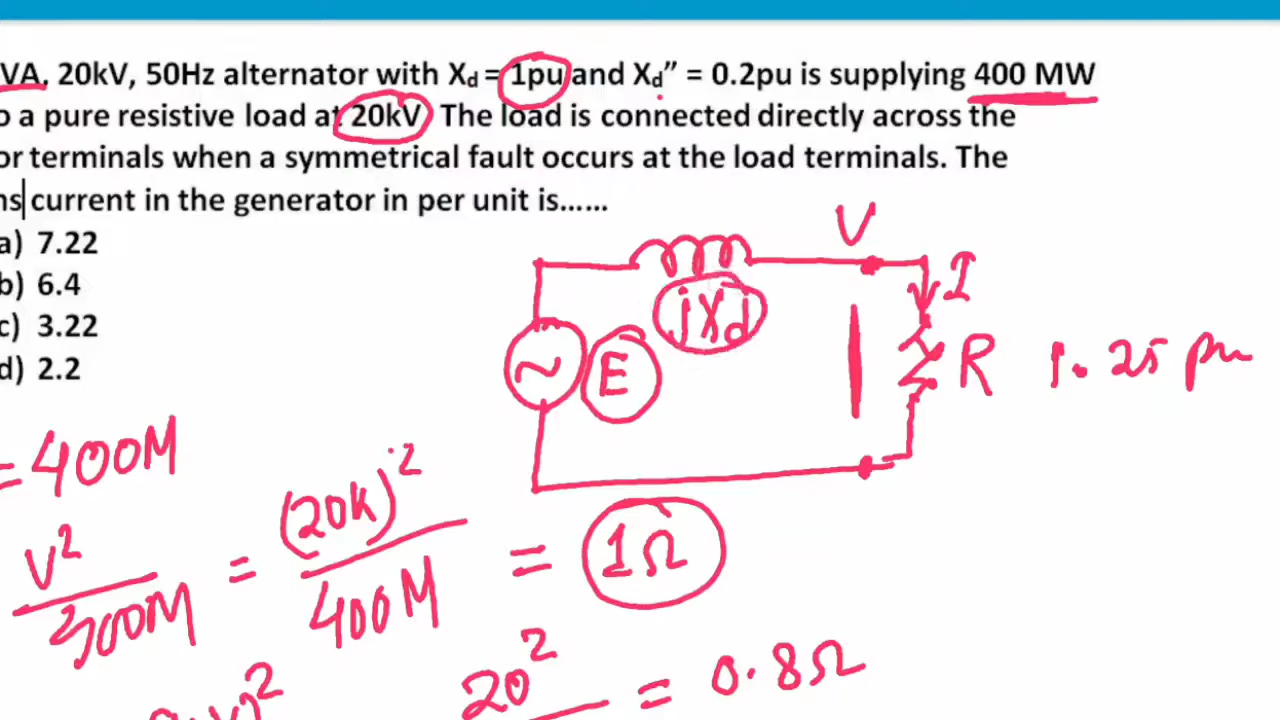 VA, 20kV, 50Hz alternator with Xd = 1pu and Xd” = 0.2pu is supplying 400 MW
o a pure resistive load at 20kV. The load is connected directly across the
or terminals when a symmetrical fault occurs at the load terminals. The
ns current in the generator in per unit is......
a) 7.22
b) 6.4
c) 3.22
d) 2.2
V
I
jXd
E
R 1.25 pu
= 400M
V² = (20k)² = 1Ω
300M 400M
20² = 0.8Ω